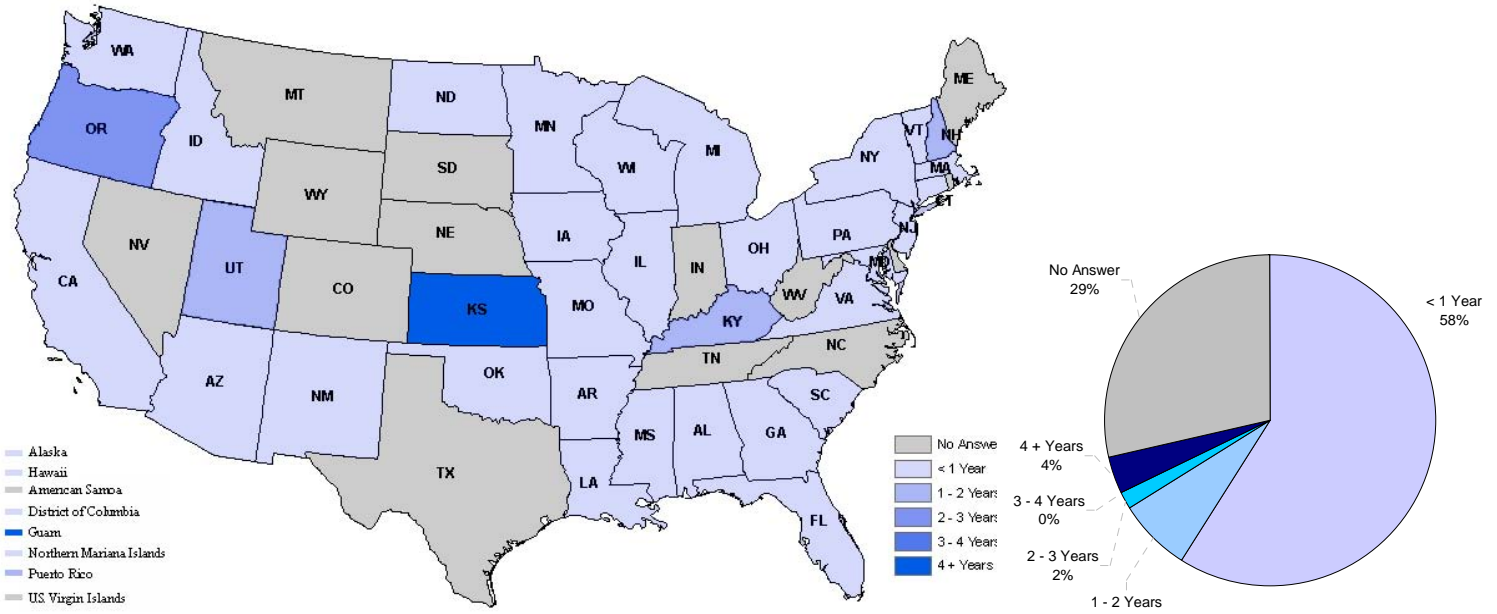 WA
MT
ND
ME
OR
ID
MN
VT
NH
SD
WI
MI
NY
MA
WY
CT
NE
IA
PA
NJ
NV
OH
UT
IL
IN
MD
CA
CO
KS
MO
WV
VA
KY
NC
TN
AZ
NM
OK
AR
SC
MS
AL
GA
TX
LA
FL
Alaska
Hawaii
American Samoa
District of Columbia
Guam
Northern Mariana Islands
Puerto Rico
U.S. Virgin Islands
No Answe
< 1 Year
1 - 2 Years
2 - 3 Years
3 - 4 Years
4 + Years
No Answer
29%
< 1 Year
58%
4 + Years
4%
3 - 4 Years
0%
2 - 3 Years
2%
1 - 2 Years